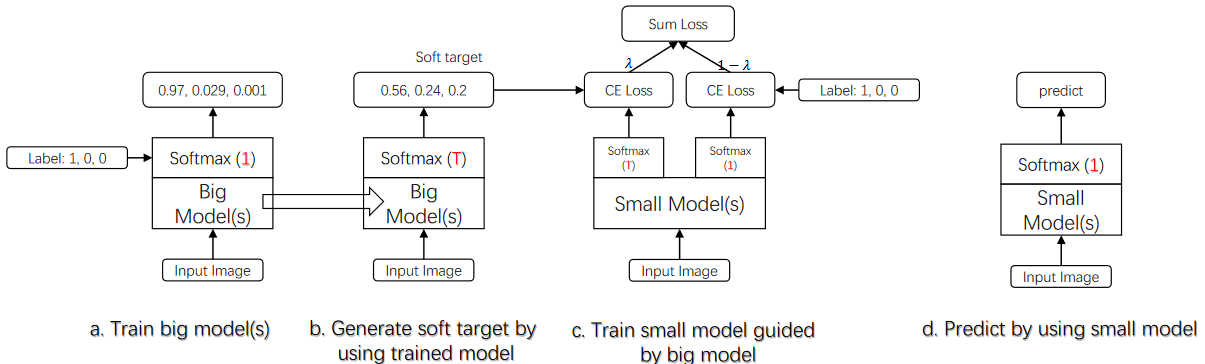 Sum Loss
Soft target
λ
1 − λ
0.97, 0.029, 0.001
0.56, 0.24, 0.2
CE Loss
CE Loss
Label: 1, 0, 0
predict
Label: 1, 0, 0
Softmax (1)
Softmax (T)
Softmax
(T)
Softmax
(1)
Softmax (1)
Big
Model(s)
Big
Model(s)
Small Model(s)
Small
Model(s)
Input Image
Input Image
Input Image
Input Image
a. Train big model(s)
b. Generate soft target by
using trained model
c. Train small model guided
by big model
d. Predict by using small model